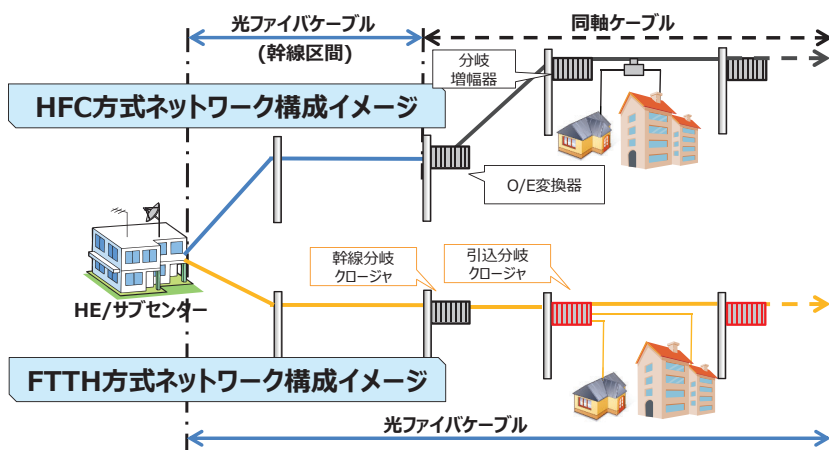 光ファイバケーブル
(幹線区間)
同軸ケーブル
分岐
増幅器
HFC方式ネットワーク構成イメージ
O/E変換器
幹線分岐
クロージャ
引込分岐
クロージャ
HE/サブセンター
FTTH方式ネットワーク構成イメージ
光ファイバケーブル